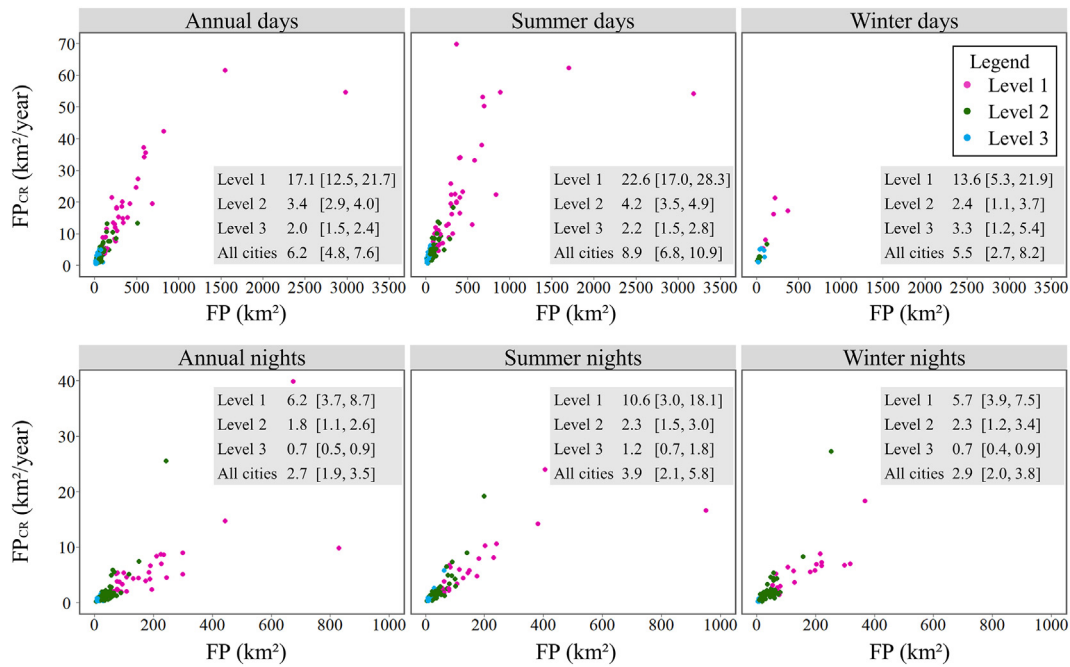 Annual days
Summer days
Winter days
FPCR (km²/year)
70
60
50
40
30
20
10
0
Level 1 17.1 [12.5, 21.7]
Level 2 3.4 [2.9, 4.0]
Level 3 2.0 [1.5, 2.4]
All cities 6.2 [4.8, 7.6]
Level 1 22.6 [17.0, 28.3]
Level 2 4.2 [3.5, 4.9]
Level 3 2.2 [1.5, 2.8]
All cities 8.9 [6.8, 10.9]
Legend
Level 1
Level 2
Level 3
Level 1 13.6 [5.3, 21.9]
Level 2 2.4 [1.1, 3.7]
Level 3 3.3 [1.2, 5.4]
All cities 5.5 [2.7, 8.2]
0 500 1000 1500 2000 2500 3000 3500
0 500 1000 1500 2000 2500 3000 3500
0 500 1000 1500 2000 2500 3000 3500
FP (km²)
FP (km²)
FP (km²)
Annual nights
Summer nights
Winter nights
FPCR (km²/year)
40
30
20
10
0
Level 1 6.2 [3.7, 8.7]
Level 2 1.8 [1.1, 2.6]
Level 3 0.7 [0.5, 0.9]
All cities 2.7 [1.9, 3.5]
Level 1 10.6 [3.0, 18.1]
Level 2 2.3 [1.5, 3.0]
Level 3 1.2 [0.7, 1.8]
All cities 3.9 [2.1, 5.8]
Level 1 5.7 [3.9, 7.5]
Level 2 2.3 [1.2, 3.4]
Level 3 0.7 [0.4, 0.9]
All cities 2.9 [2.0, 3.8]
0 200 400 600 800 1000
0 200 400 600 800 1000
0 200 400 600 800 1000
FP (km²)
FP (km²)
FP (km²)